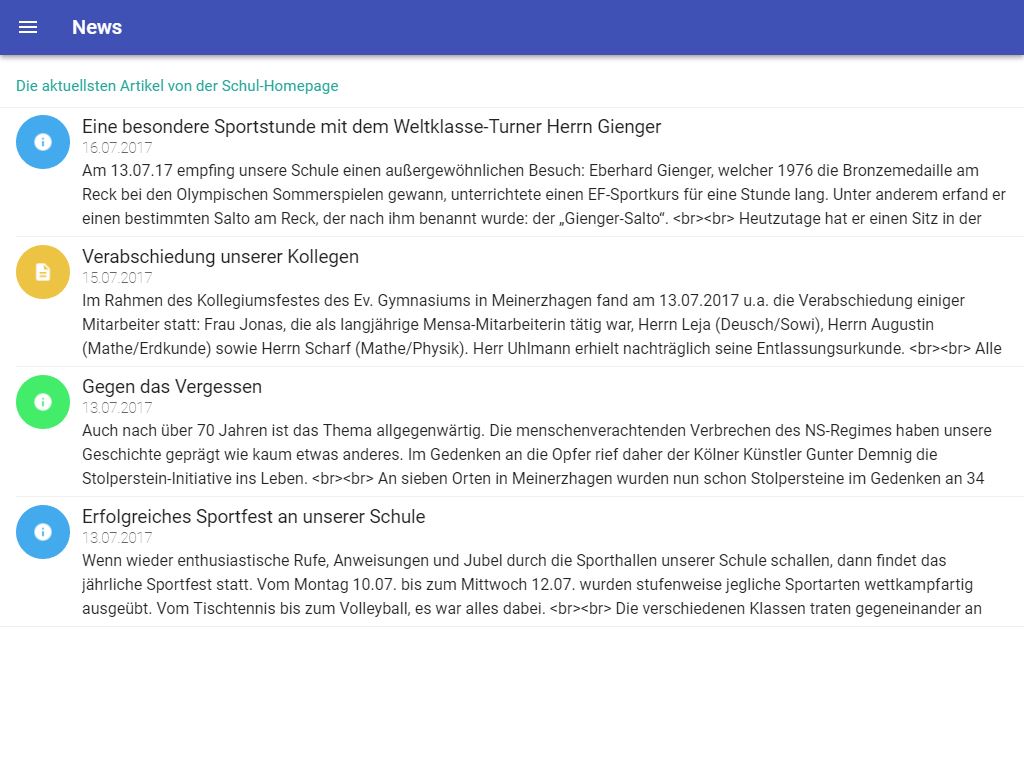 News
Die aktuellsten Artikel von der Schul-Homepage
Eine besondere Sportstunde mit dem Weltklasse-Turner Herrn Gienger
16.07.2017
Am 13.07.17 empfing unsere Schule einen außergewöhnlichen Besuch: Eberhard Gienger, welcher 1976 die Bronzemedaille am
Reck bei den Olympischen Sommerspielen gewann, unterrichtete einen EF-Sportkurs für eine Stunde lang. Unter anderem erfand er
einen bestimmten Salto am Reck, der nach ihm benannt wurde: der „Gienger-Salto“. <br><br> Heutzutage hat er einen Sitz in der
Verabschiedung unserer Kollegen
15.07.2017
Im Rahmen des Kollegiumsfestes des Ev. Gymnasiums in Meinerzhagen fand am 13.07.2017 u.a. die Verabschiedung einiger
Mitarbeiter statt: Frau Jonas, die als langjährige Mensa-Mitarbeiterin tätig war, Herrn Leja (Deusch/Sowi), Herrn Augustin
(Mathe/Erdkunde) sowie Herrn Scharf (Mathe/Physik). Herr Uhlmann erhielt nachträglich seine Entlassungsurkunde. <br><br> Alle
Gegen das Vergessen
13.07.2017
Auch nach über 70 Jahren ist das Thema allgegenwärtig. Die menschenverachtenden Verbrechen des NS-Regimes haben unsere
Geschichte geprägt wie kaum etwas anderes. Im Gedenken an die Opfer rief daher der Kölner Künstler Gunter Demnig die
Stolperstein-Initiative ins Leben. <br><br> An sieben Orten in Meinerzhagen wurden nun schon Stolpersteine im Gedenken an 34
Erfolgreiches Sportfest an unserer Schule
13.07.2017
Wenn wieder enthusiastische Rufe, Anweisungen und Jubel durch die Sporthallen unserer Schule schallen, dann findet das
jährliche Sportfest statt. Vom Montag 10.07. bis zum Mittwoch 12.07. wurden stufenweise jegliche Sportarten wettkampfartig
ausgeübt. Vom Tischtennis bis zum Volleyball, es war alles dabei. <br><br> Die verschiedenen Klassen traten gegeneinander an